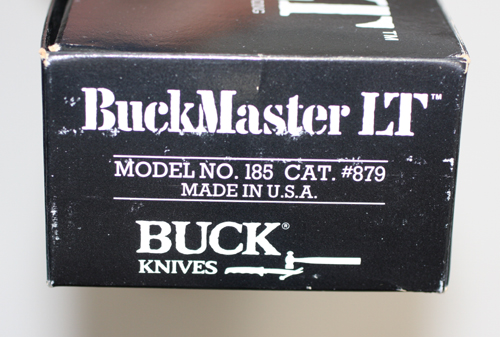 BuckMaster LT™
MODEL NO. 185 CAT. #879
MADE IN U.S.A.
BUCK®
KNIVES